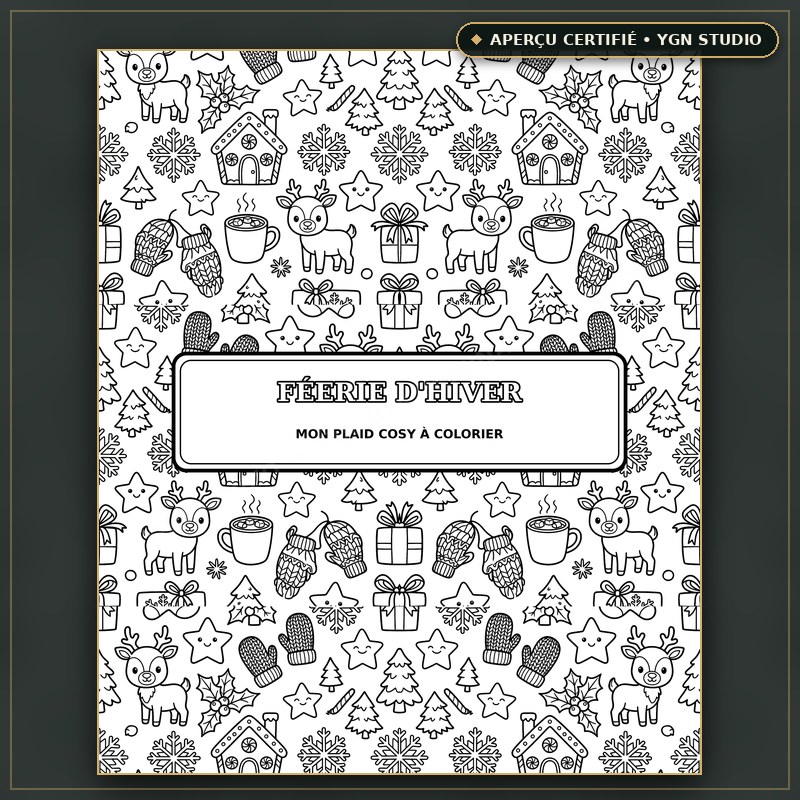 ◆ APERÇU CERTIFIÉ • YGN STUDIO
FÉERIE D'HIVER
MON PLAID COSY À COLORIER